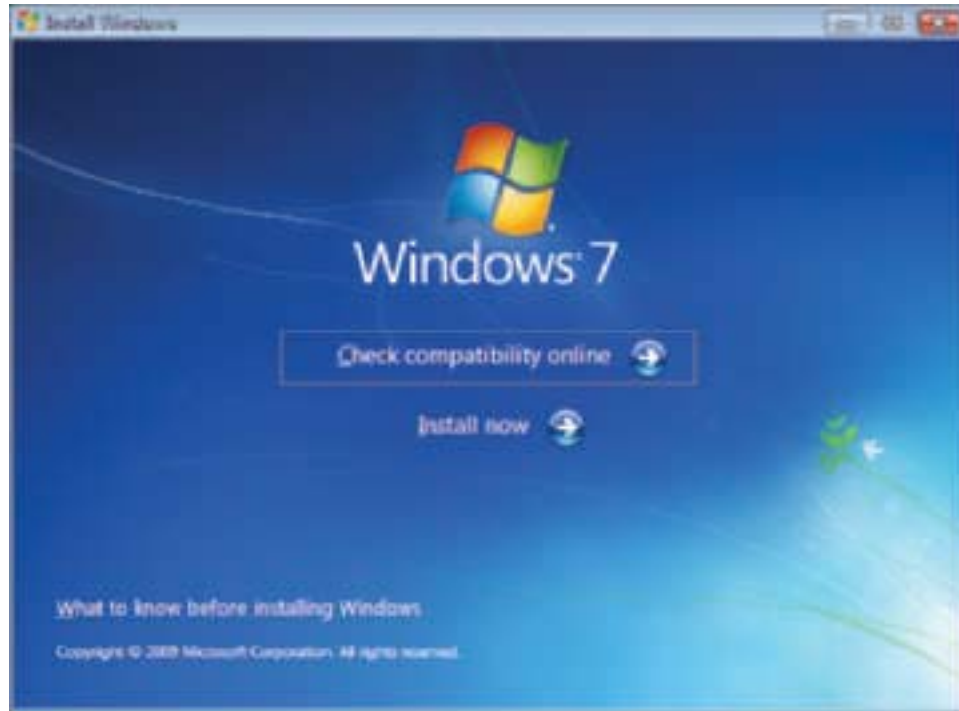 Install Windows
Windows® 7
Check compatibility online
Install now
What to know before installing Windows
Copyright © 2009 Microsoft Corporation. All rights reserved.